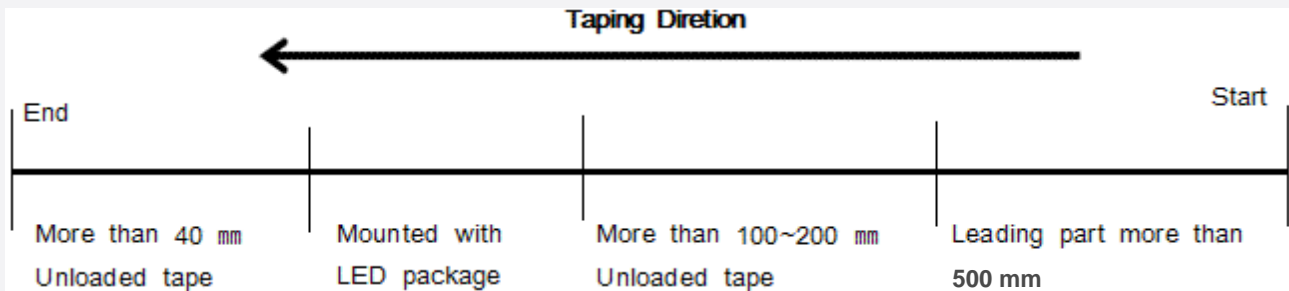 Taping Diretion
End
Start
More than 40 ㎜
Unloaded tape
Mounted with
LED package
More than 100~200 ㎜
Unloaded tape
Leading part more than
500 mm